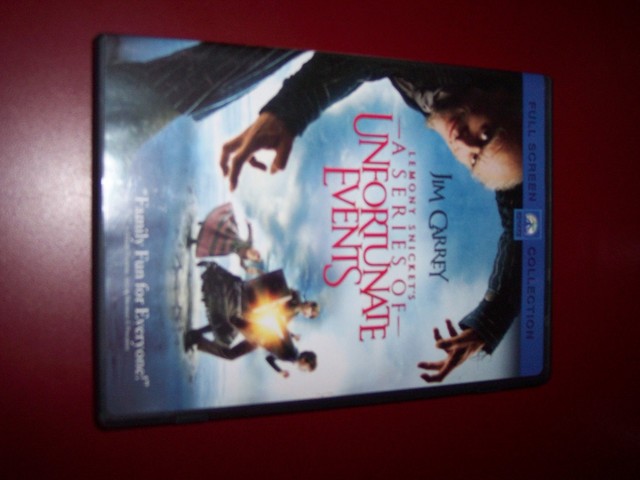 FULL SCREEN COLLECTION
JIM CARREY
LEMONY SNICKET'S
A SERIES OF
UNFORTUNATE
EVENTS
"Family Fun for Everyone!"